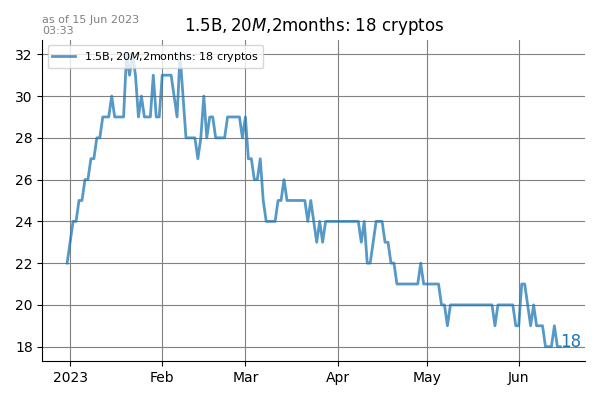 as of 15 Jun 2023
03:33
1.5B, 20M,2months: 18 cryptos
1.5B, 20M,2months: 18 cryptos
32
30
28
26
24
22
20
18
18
2023 Feb Mar Apr May Jun